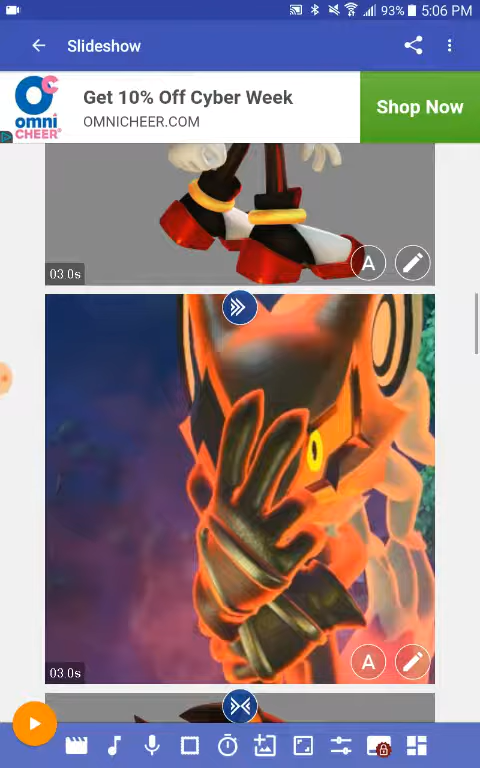 93% 5:06 PM
Slideshow
OC
omni
CHEER®
Get 10% Off Cyber Week
OMNICHEER.COM
Shop Now
03.0s
A
03.0s
A